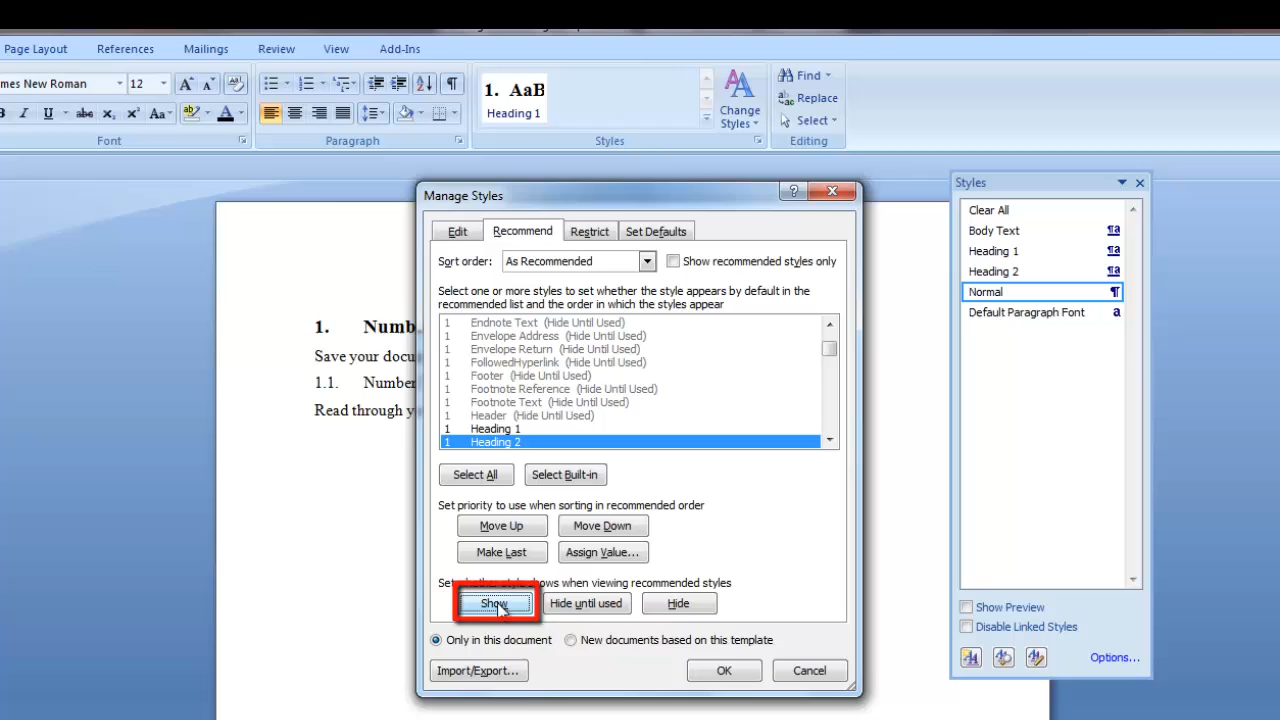 Page Layout References Mailings Review View Add-Ins
mes New Roman 12
Font Paragraph Styles Editing
1. AaB
Heading 1
Change
Styles
Find
Replace
Select
Manage Styles
Edit Recommend Restrict Set Defaults
Sort order: As Recommended Show recommended styles only
Select one or more styles to set whether the style appears by default in the
recommended list and the order in which the styles appear
1 Endnote Text (Hide Until Used)
1 Envelope Address (Hide Until Used)
1 Envelope Return (Hide Until Used)
1 FollowedHyperlink (Hide Until Used)
1 Footer (Hide Until Used)
1 Footnote Reference (Hide Until Used)
1 Footnote Text (Hide Until Used)
1 Header (Hide Until Used)
1 Heading 1
1 Heading 2
Select All Select Built-in
Set priority to use when sorting in recommended order
Move Up Move Down
Make Last Assign Value...
style shows when viewing recommended styles
Show Hide until used Hide
Only in this document New documents based on this template
Import/Export... OK Cancel
1. Numb
Save your docu
1.1. Number
Read through y
Styles
Clear All
Body Text
Heading 1
Heading 2
Normal
Default Paragraph Font
Show Preview
Disable Linked Styles
Options...